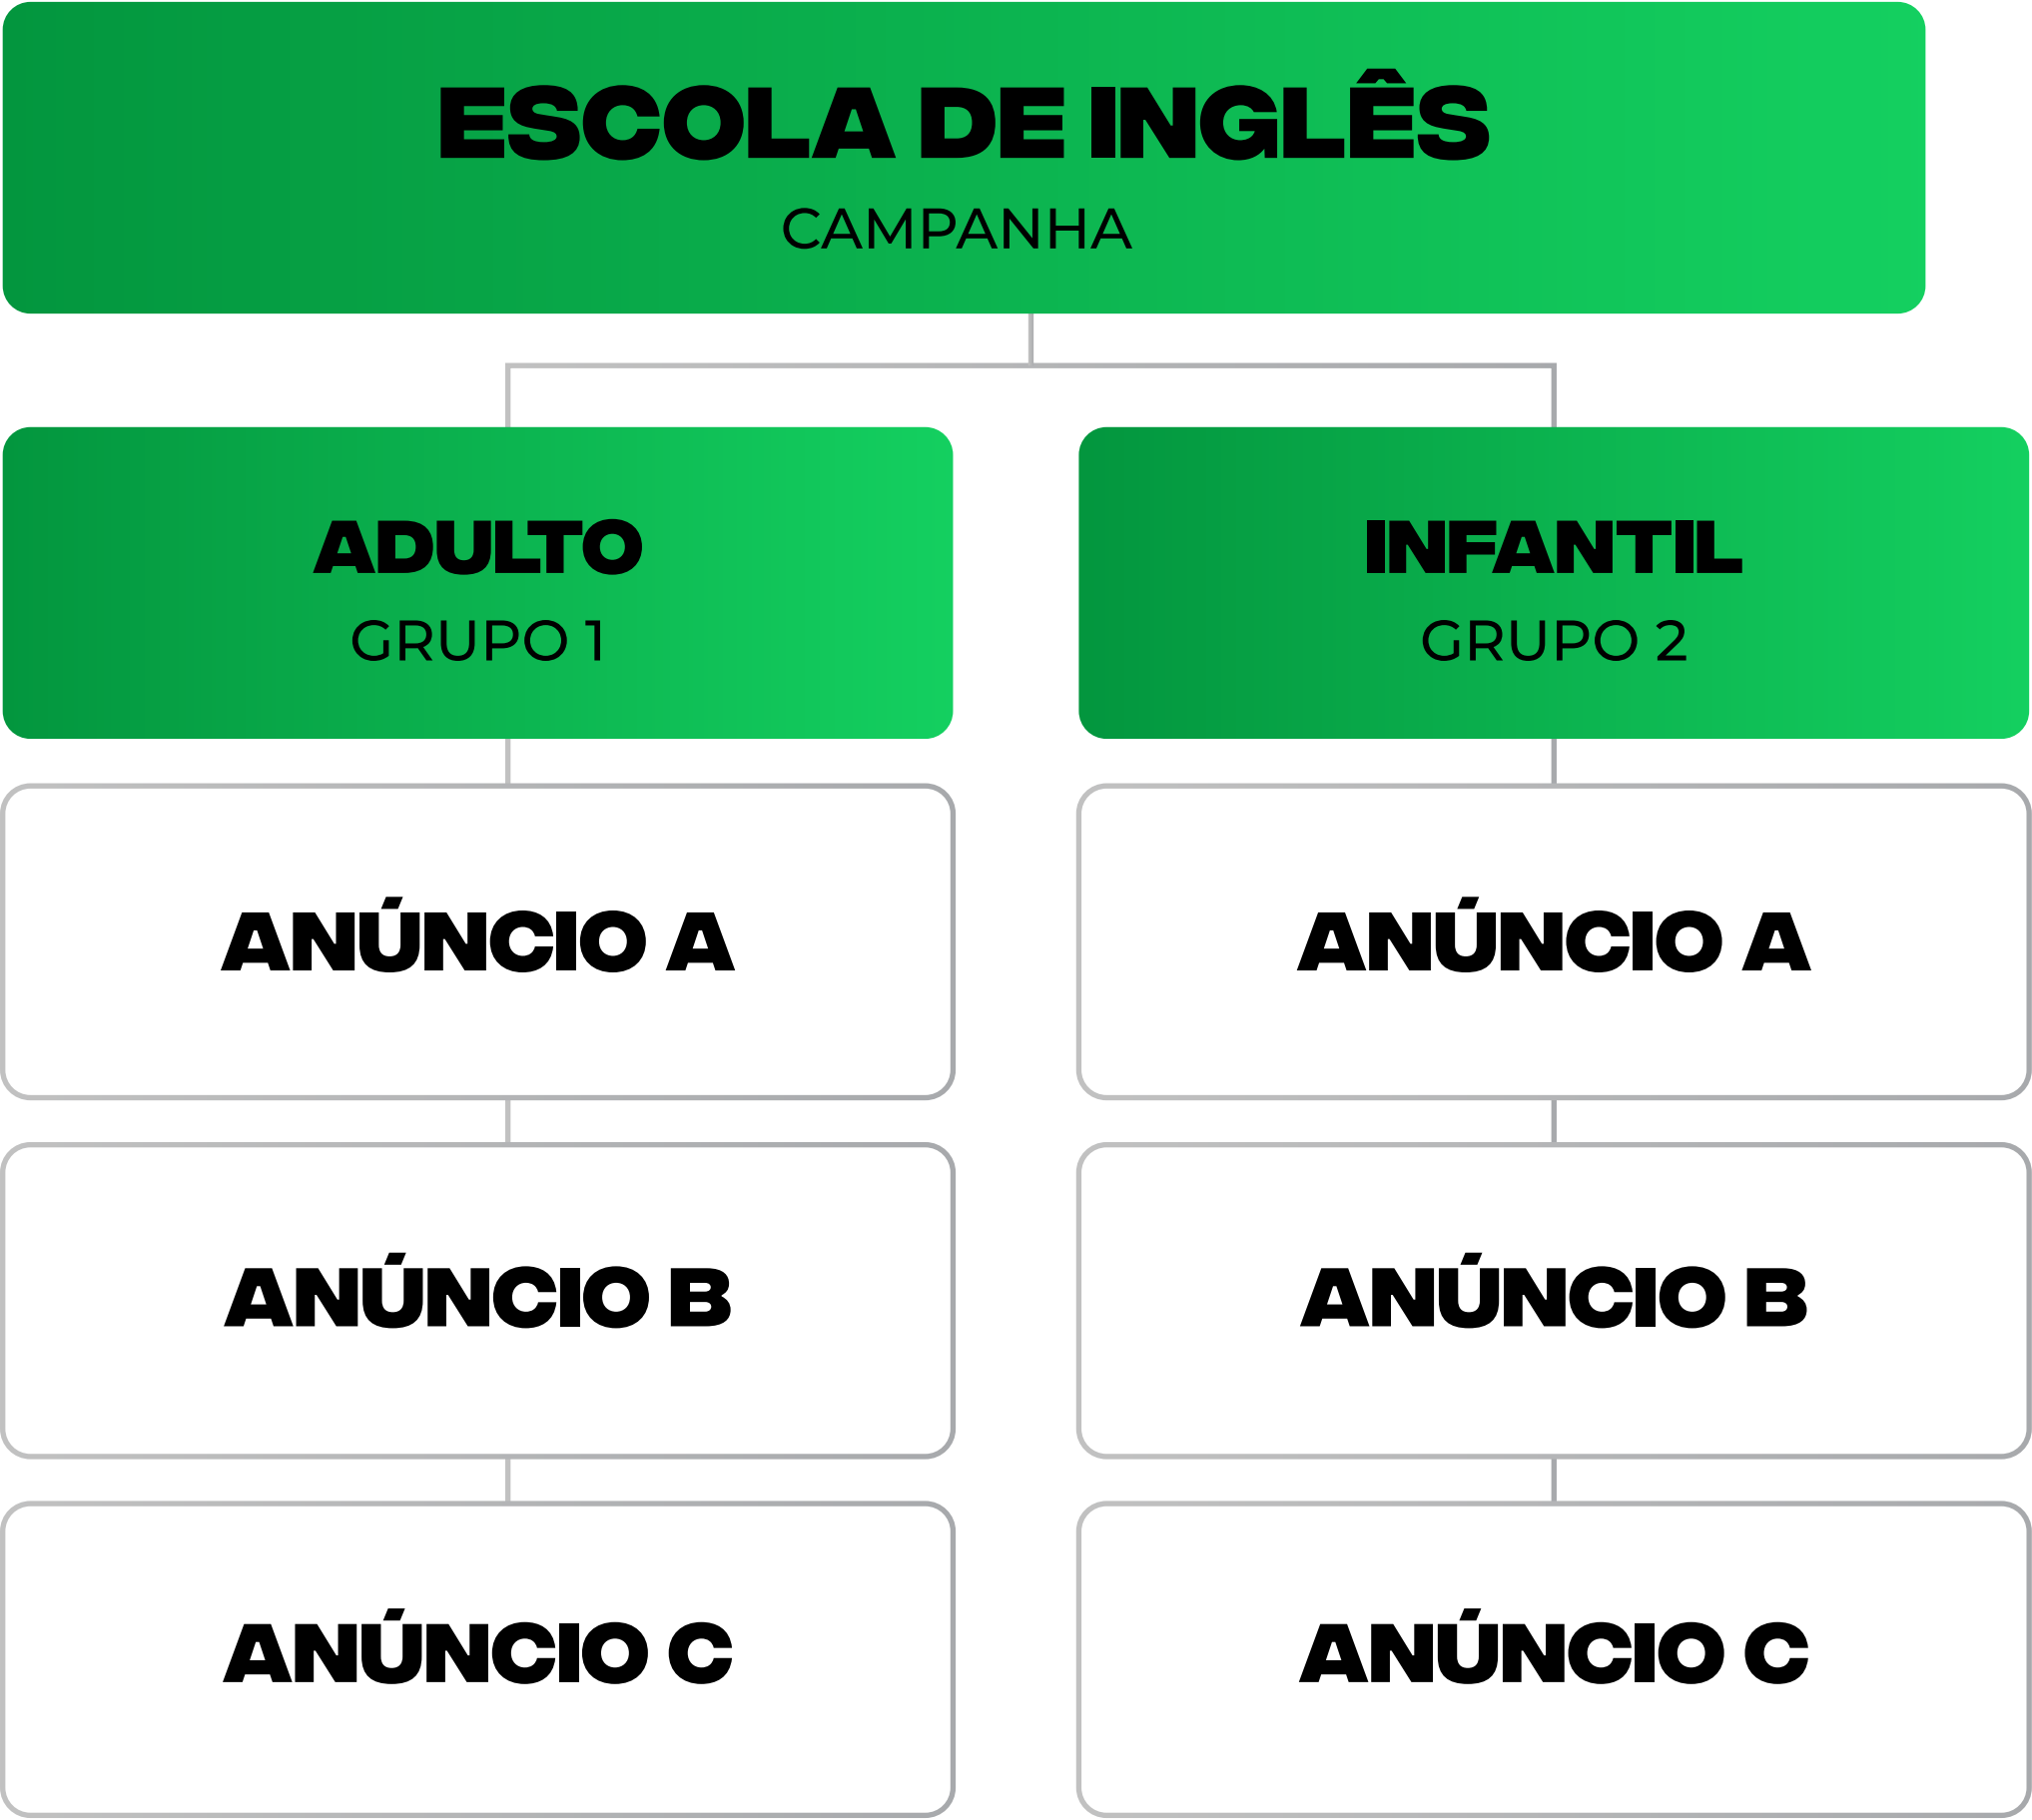 ESCOLA DE INGLÊS
CAMPANHA
ADULTO
GRUPO 1
INFANTIL
GRUPO 2
ANÚNCIO A
ANÚNCIO A
ANÚNCIO B
ANÚNCIO B
ANÚNCIO C
ANÚNCIO C